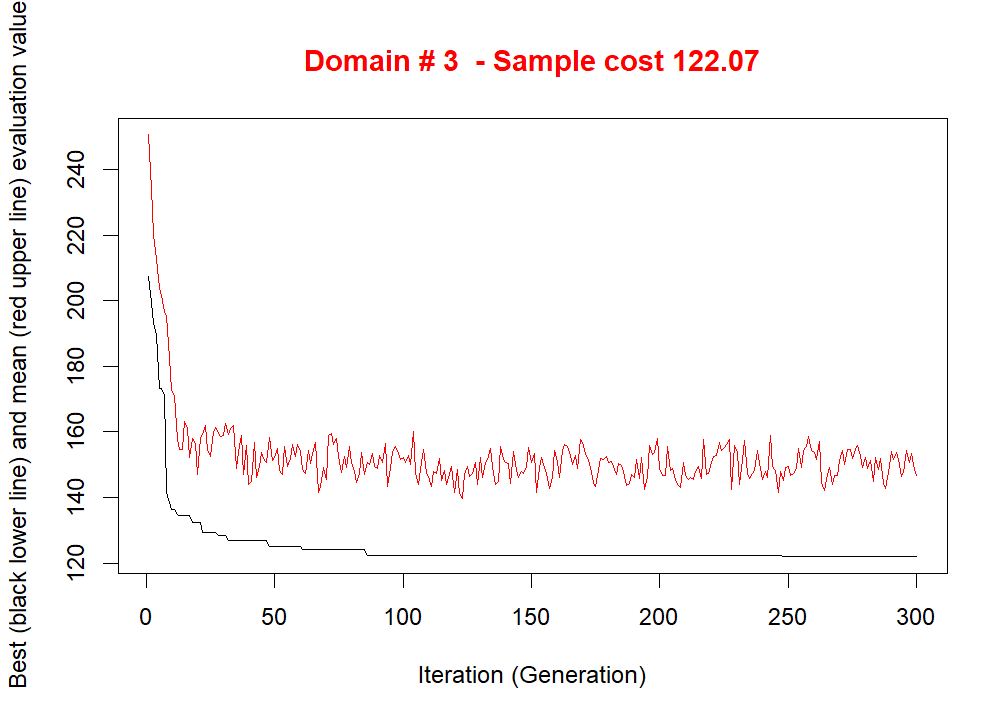 Domain # 3  - Sample cost 122.07
Best (black lower line) and mean (red upper line) evaluation value
240
220
200
180
160
140
120
0 50 100 150 200 250 300
Iteration (Generation)